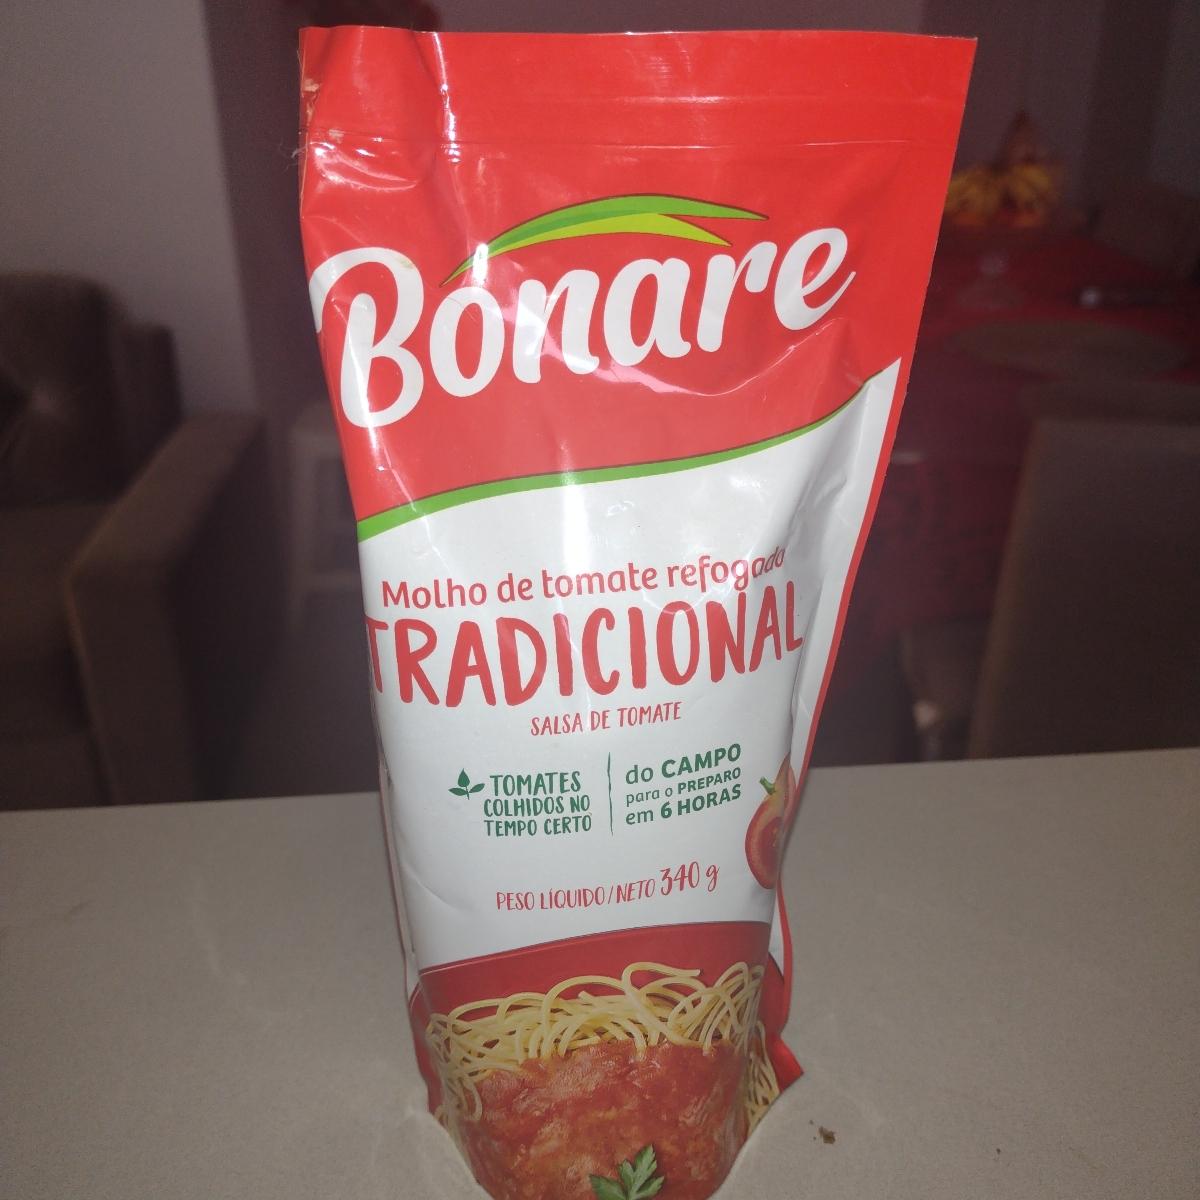 Bonare
Molho de tomate refogado
TRADICIONAL
SALSA DE TOMATE
TOMATES
COLHIDOS NO
TEMPO CERTO
do CAMPO
para o PREPARO
em 6 HORAS
PESO LÍQUIDO/NETO 340 g